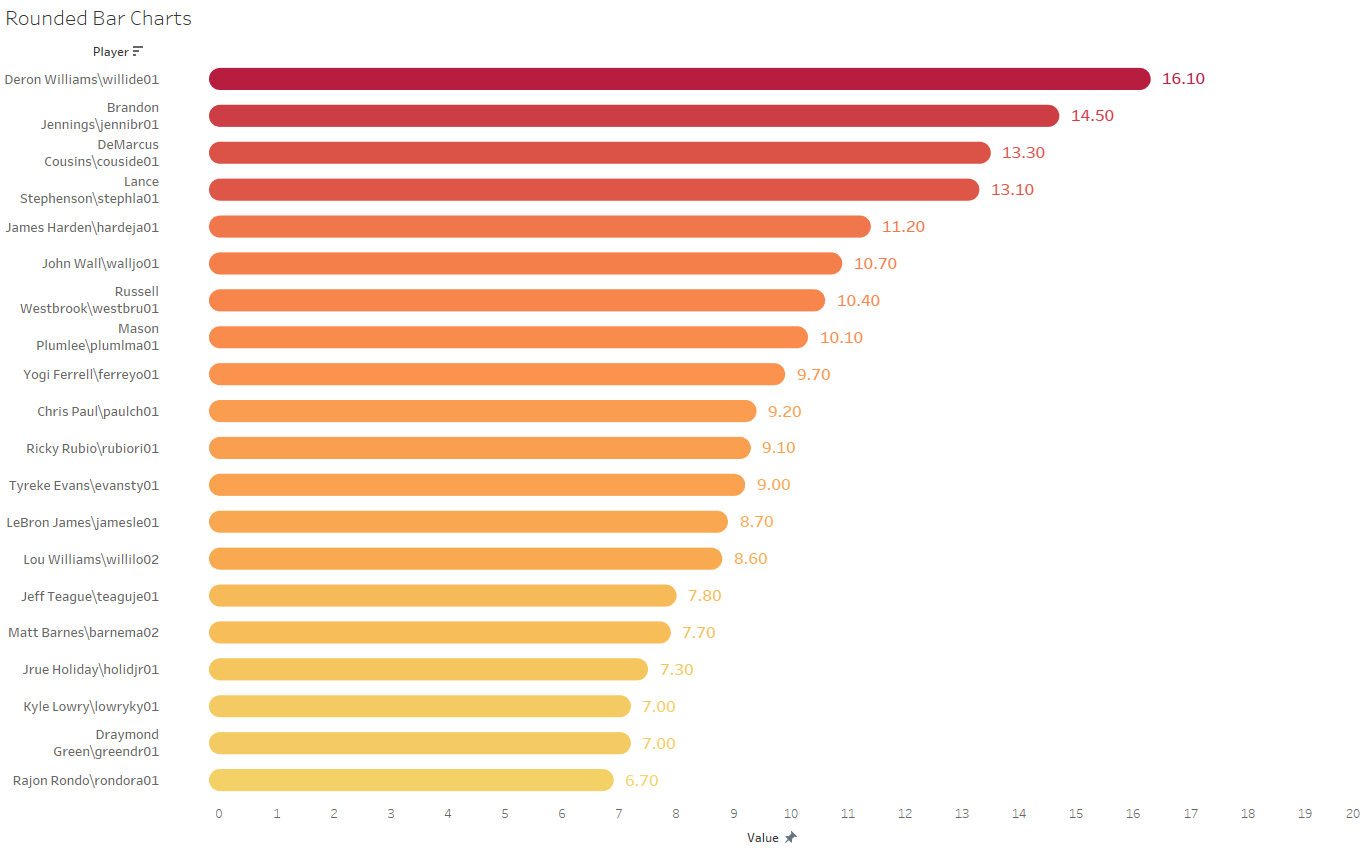 Rounded Bar Charts
Player
Deron Williams\willide01 16.10
Brandon
Jennings\jennibr01 14.50
DeMarcus
Cousins\couside01 13.30
Lance
Stephenson\stephla01 13.10
James Harden\hardeja01 11.20
John Wall\walljo01 10.70
Russell
Westbrook\westbru01 10.40
Mason
Plumlee\plumlma01 10.10
Yogi Ferrell\ferreyo01 9.70
Chris Paul\paulch01 9.20
Ricky Rubio\rubiori01 9.10
Tyreke Evans\evansty01 9.00
LeBron James\jamesle01 8.70
Lou Williams\willilo02 8.60
Jeff Teague\teaguje01 7.80
Matt Barnes\barnema02 7.70
Jrue Holiday\holidjr01 7.30
Kyle Lowry\lowryky01 7.00
Draymond
Green\greendr01 7.00
Rajon Rondo\rondora01 6.70
0 1 2 3 4 5 6 7 8 9 10 11 12 13 14 15 16 17 18 19 20
Value